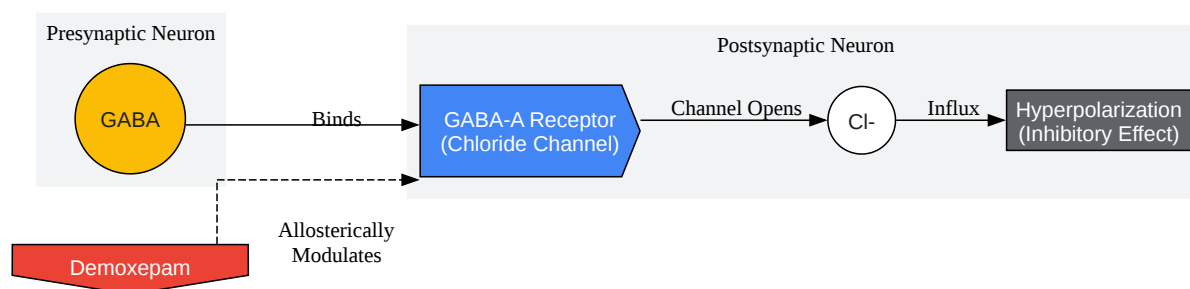 Presynaptic Neuron
Postsynaptic Neuron
GABA
Binds
GABA-A Receptor
(Chloride Channel)
Channel Opens
Cl-
Influx
Hyperpolarization
(Inhibitory Effect)
Allosterically
Modulates
Demoxepam